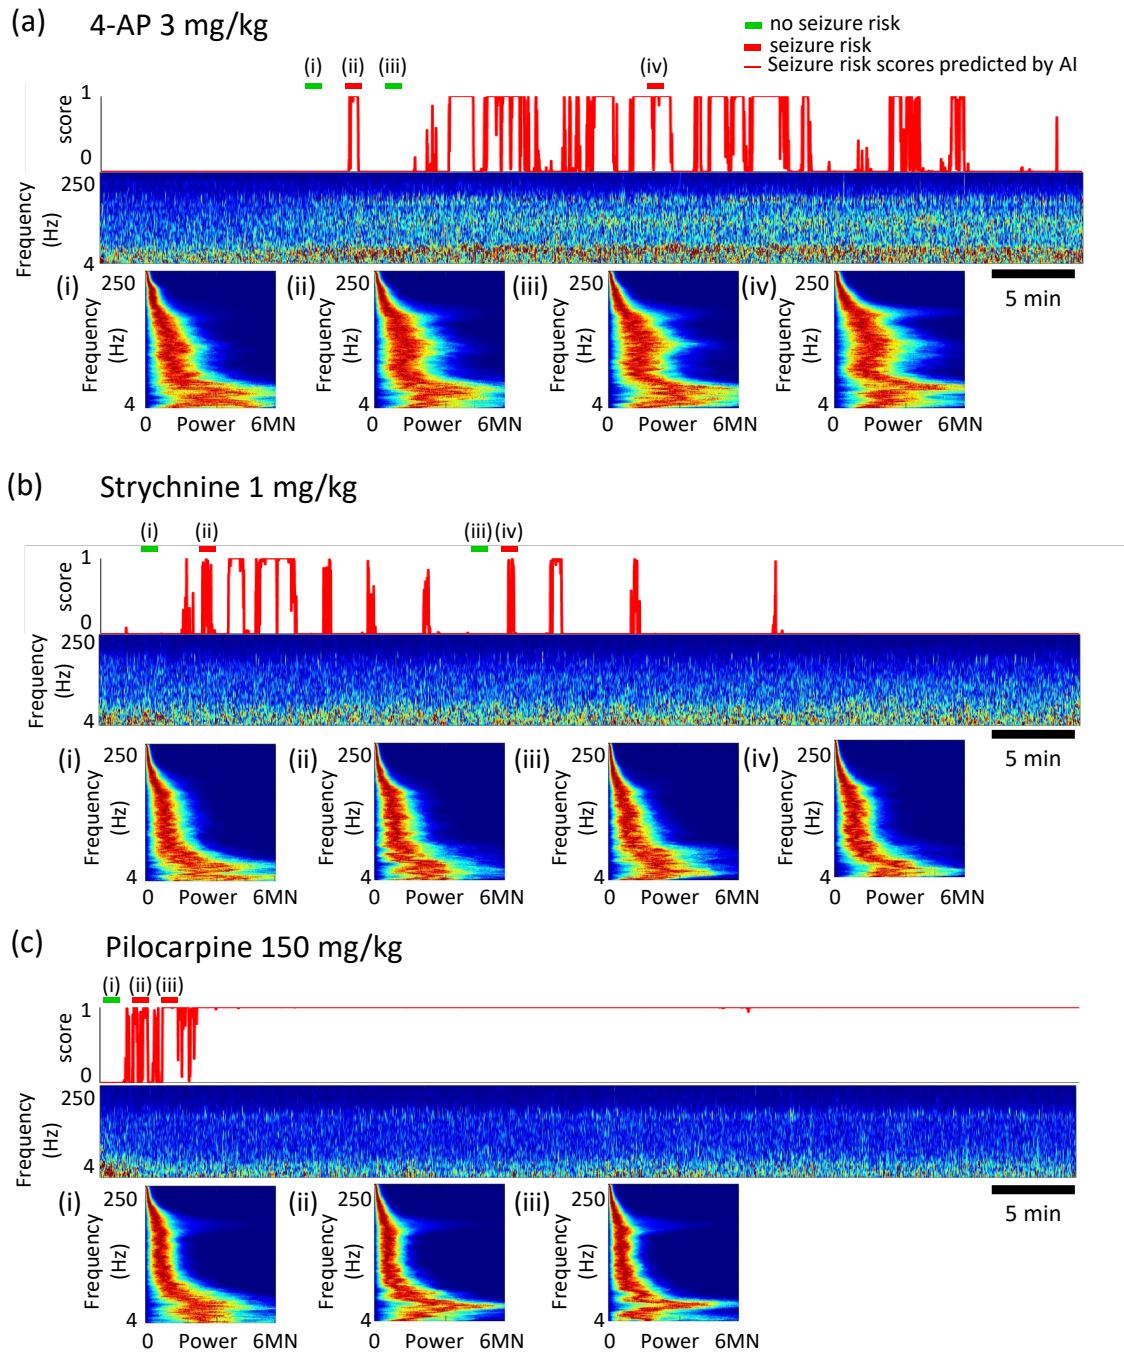 (a) 4-AP 3 mg/kg
no seizure risk
seizure risk
Seizure risk scores predicted by AI
(i) (ii) (iii) (iv)
1
score
0
250
Frequency
(Hz)
4
5 min
(i) (ii) (iii) (iv)
250 250 250 250
Frequency Frequency Frequency Frequency
(Hz) (Hz) (Hz) (Hz)
4 4 4 4
0 Power 6MN 0 Power 6MN 0 Power 6MN 0 Power 6MN
(b) Strychnine 1 mg/kg
(i) (ii) (iii) (iv)
1
score
0
250
Frequency
(Hz)
4
5 min
(i) (ii) (iii) (iv)
250 250 250 250
Frequency Frequency Frequency Frequency
(Hz) (Hz) (Hz) (Hz)
4 4 4 4
0 Power 6MN 0 Power 6MN 0 Power 6MN 0 Power 6MN
(c) Pilocarpine 150 mg/kg
(i) (ii) (iii)
1
score
0
250
Frequency
(Hz)
4
5 min
(i) (ii) (iii)
250 250 250
Frequency Frequency Frequency
(Hz) (Hz) (Hz)
4 4 4
0 Power 6MN 0 Power 6MN 0 Power 6MN